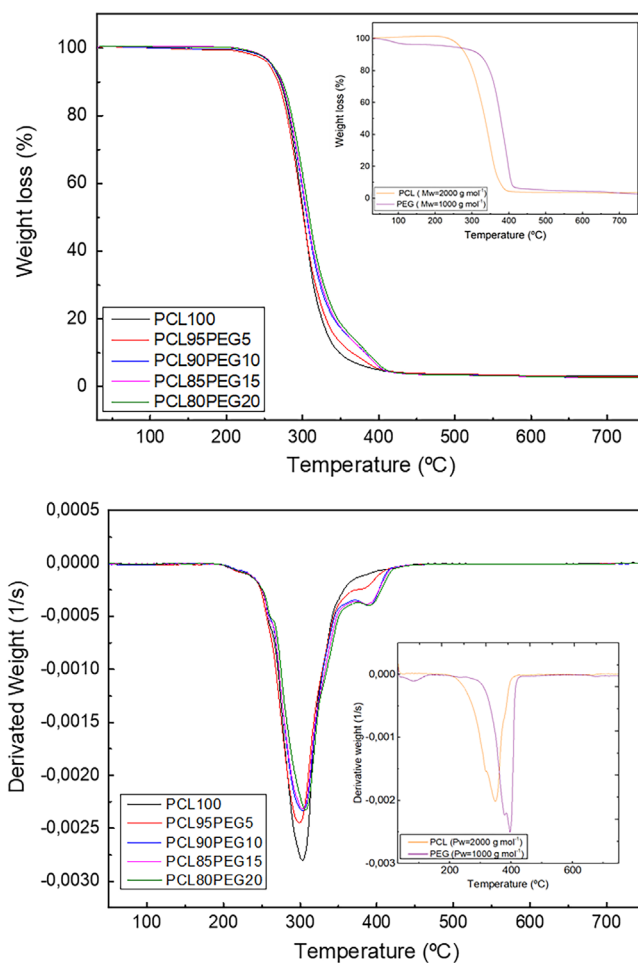 100
80
60
40
20
0
Weight loss (%)
100 200 300 400 500 600 700
Temperature (ºC)
PCL100
PCL95PEG5
PCL90PEG10
PCL85PEG15
PCL80PEG20
100
80
60
40
20
0
Weight loss (%)
PCL ( Mw=2000 g mol⁻¹)
PEG ( Mw=1000 g mol⁻¹)
100 200 300 400 500 600 700
Temperature (ºC)
0,0005
0,0000
-0,0005
-0,0010
-0,0015
-0,0020
-0,0025
-0,0030
Derivated Weight (1/s)
PCL100
PCL95PEG5
PCL90PEG10
PCL85PEG15
PCL80PEG20
100 200 300 400 500 600 700
Temperature (ºC)
0,000
-0,001
-0,002
-0,003
Derivative weight (1/s)
PCL (Pw=2000 g mol⁻¹)
PEG (Pw=1000 g mol⁻¹)
200 400 600
Temperature (ºC)